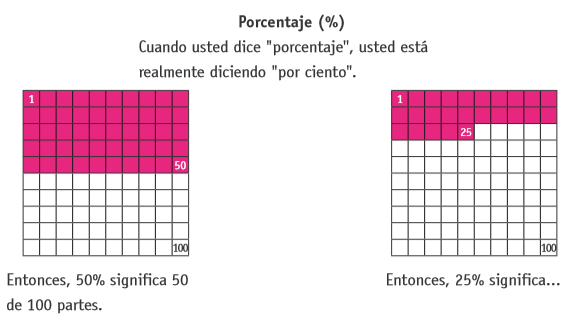 Porcentaje (%)
Cuando usted dice "porcentaje", usted está
realmente diciendo "por ciento".
1
50
100
Entonces, 50% significa 50
de 100 partes.
1
25
100
Entonces, 25% significa...